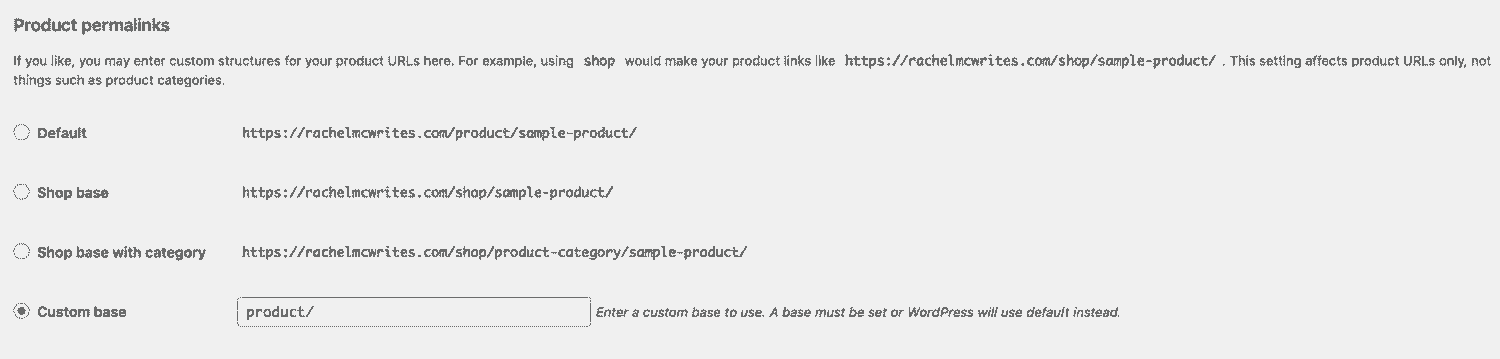 Product permalinks
If you like, you may enter custom structures for your product URLs here. For example, using shop would make your product links like https://rachelmcwrites.com/shop/sample-product/ . This setting affects product URLs only, not
things such as product categories.
Default https://rachelmcwrites.com/product/sample-product/
Shop base https://rachelmcwrites.com/shop/sample-product/
Shop base with category https://rachelmcwrites.com/shop/product-category/sample-product/
Custom base product/ Enter a custom base to use. A base must be set or WordPress will use default instead.